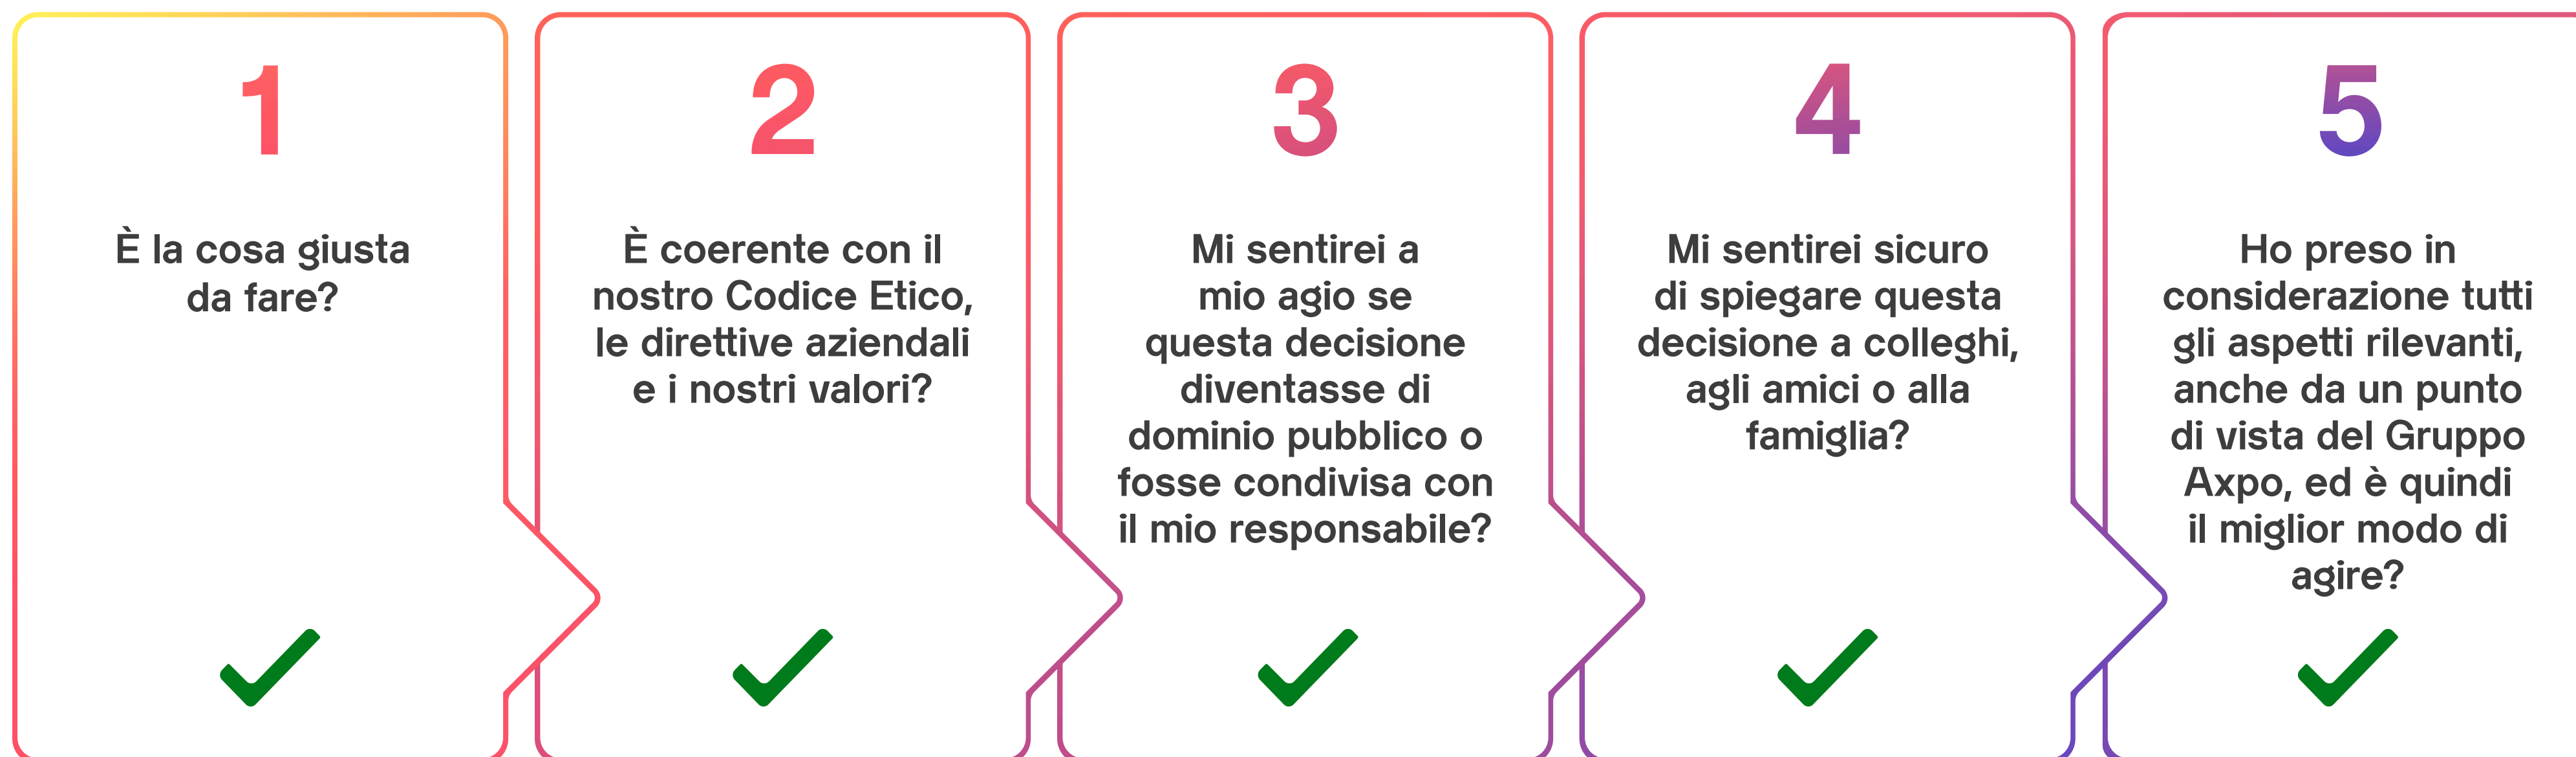 1
È la cosa giusta
da fare?
2
È coerente con il
nostro Codice Etico,
le direttive aziendali
e i nostri valori?
3
Mi sentirei a
mio agio se
questa decisione
diventasse di
dominio pubblico o
fosse condivisa con
il mio responsabile?
4
Mi sentirei sicuro
di spiegare questa
decisione a colleghi,
agli amici o alla
famiglia?
5
Ho preso in
considerazione tutti
gli aspetti rilevanti,
anche da un punto
di vista del Gruppo
Axpo, ed è quindi
il miglior modo di
agire?